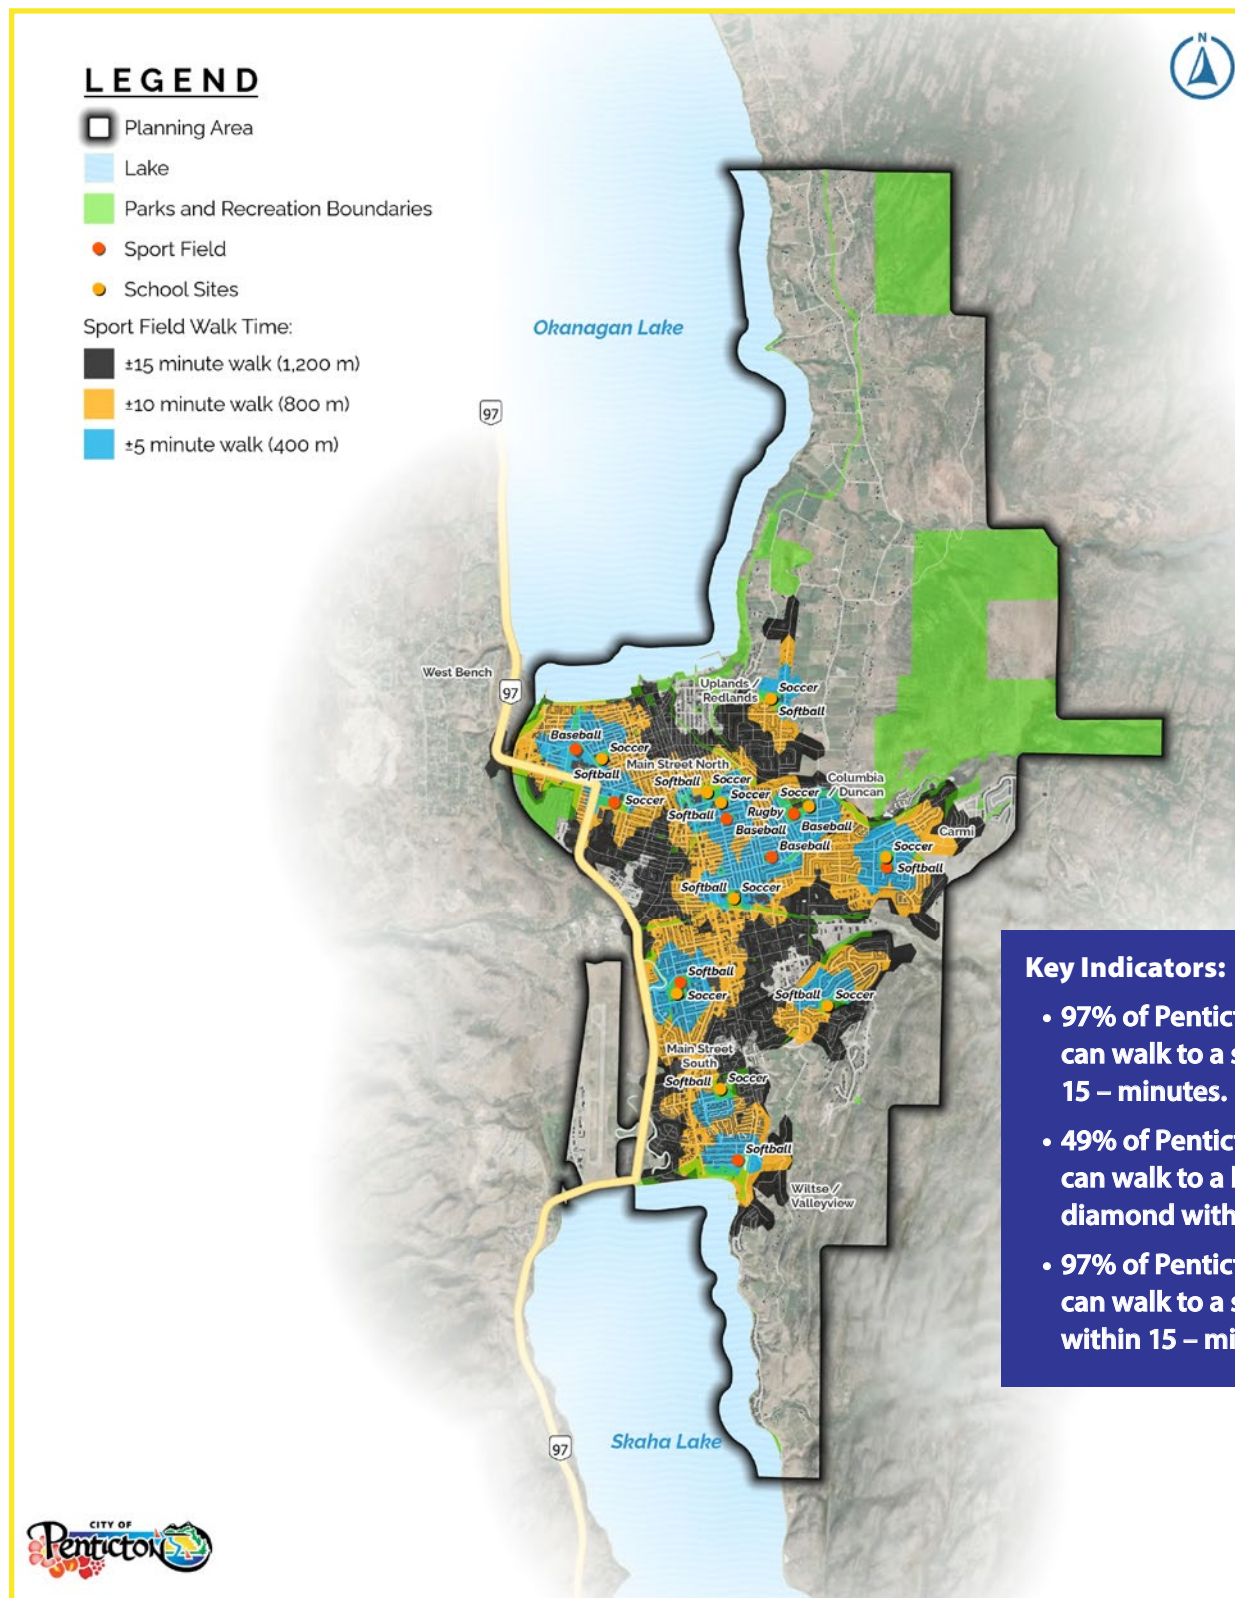 LEGEND
Planning Area
Lake
Parks and Recreation Boundaries
Sport Field
School Sites
Sport Field Walk Time:
±15 minute walk (1,200 m)
±10 minute walk (800 m)
±5 minute walk (400 m)
N
Okanagan Lake
97
West Bench
97
Uplands /
Redlands
Soccer
Softball
Baseball
Soccer
Main Street North
Softball
Soccer
Softball
Soccer
Soccer
Softball
Baseball
Columbia
/ Duncan
Soccer
Rugby
Baseball
Baseball
Carmi
Soccer
Softball
Softball
Soccer
Softball
Soccer
Softball
Soccer
Main Street
South
Softball
Soccer
Softball
Wiltse /
Valleyview
Key Indicators:
• 97% of Pentict
can walk to a s
15 – minutes.
• 49% of Pentict
can walk to a
diamond with
• 97% of Pentict
can walk to a s
within 15 – mi
97
Skaha Lake
CITY OF
Penticton